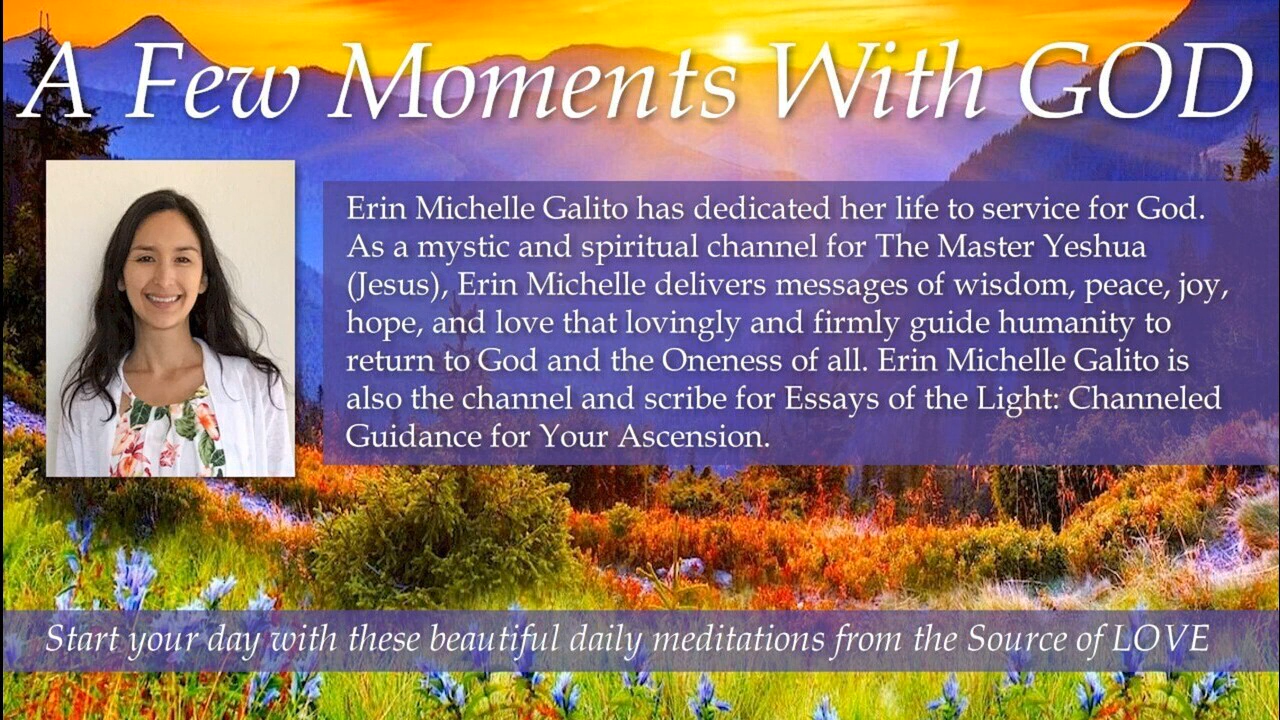 A Few Moments With GOD
Erin Michelle Galito has dedicated her life to service for God.
As a mystic and spiritual channel for The Master Yeshua
(Jesus), Erin Michelle delivers messages of wisdom, peace, joy,
hope, and love that lovingly and firmly guide humanity to
return to God and the Oneness of all. Erin Michelle Galito is
also the channel and scribe for Essays of the Light: Channeled
Guidance for Your Ascension.
Start your day with these beautiful daily meditations from the Source of LOVE